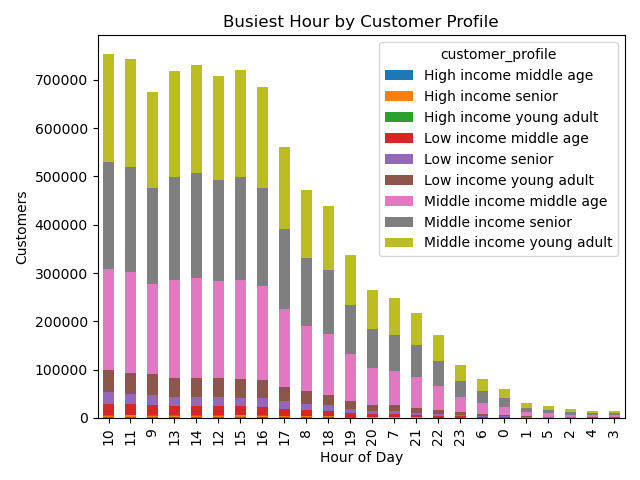 Busiest Hour by Customer Profile
customer_profile
High income middle age
High income senior
High income young adult
Low income middle age
Low income senior
Low income young adult
Middle income middle age
Middle income senior
Middle income young adult
Customers
700000
600000
500000
400000
300000
200000
100000
0
10 11 9 13 14 12 15 16 17 8 18 19 20 7 21 22 23 6 0 1 5 2 4 3
Hour of Day